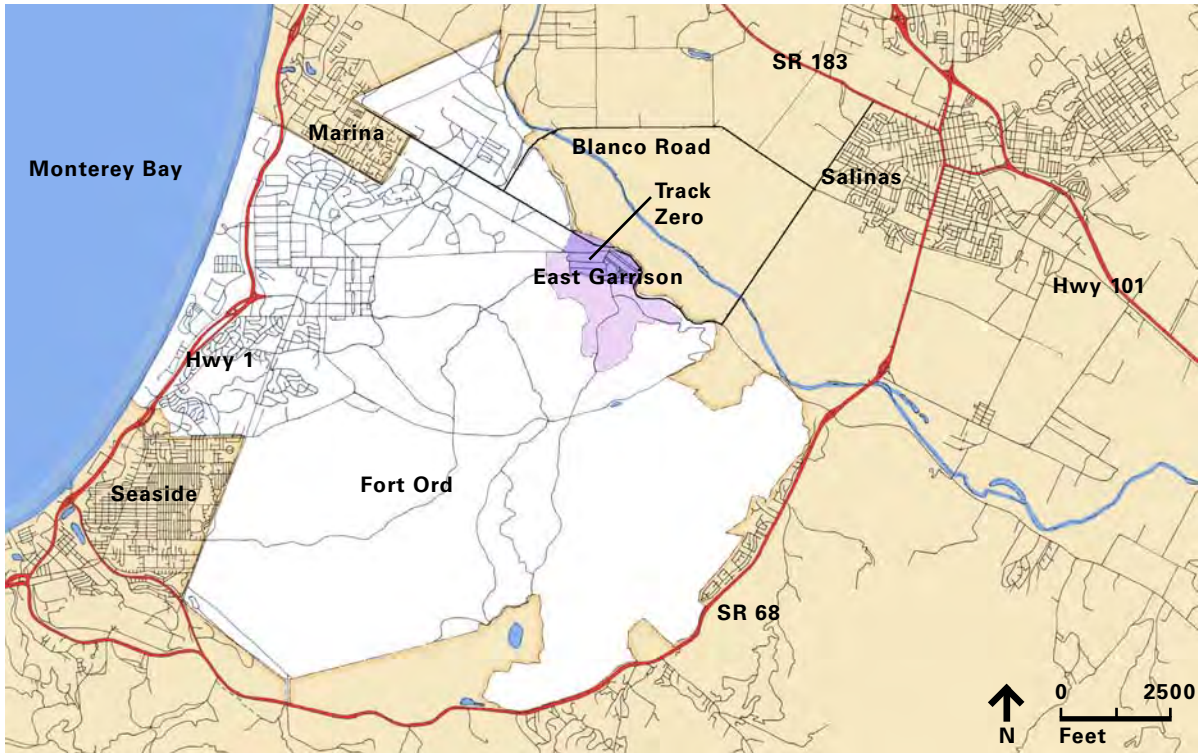 SR 183
Marina
Blanco Road
Monterey Bay
Salinas
Track
Zero
East Garrison
Hwy 101
Hwy 1
Fort Ord
Seaside
SR 68
0 2500
N Feet